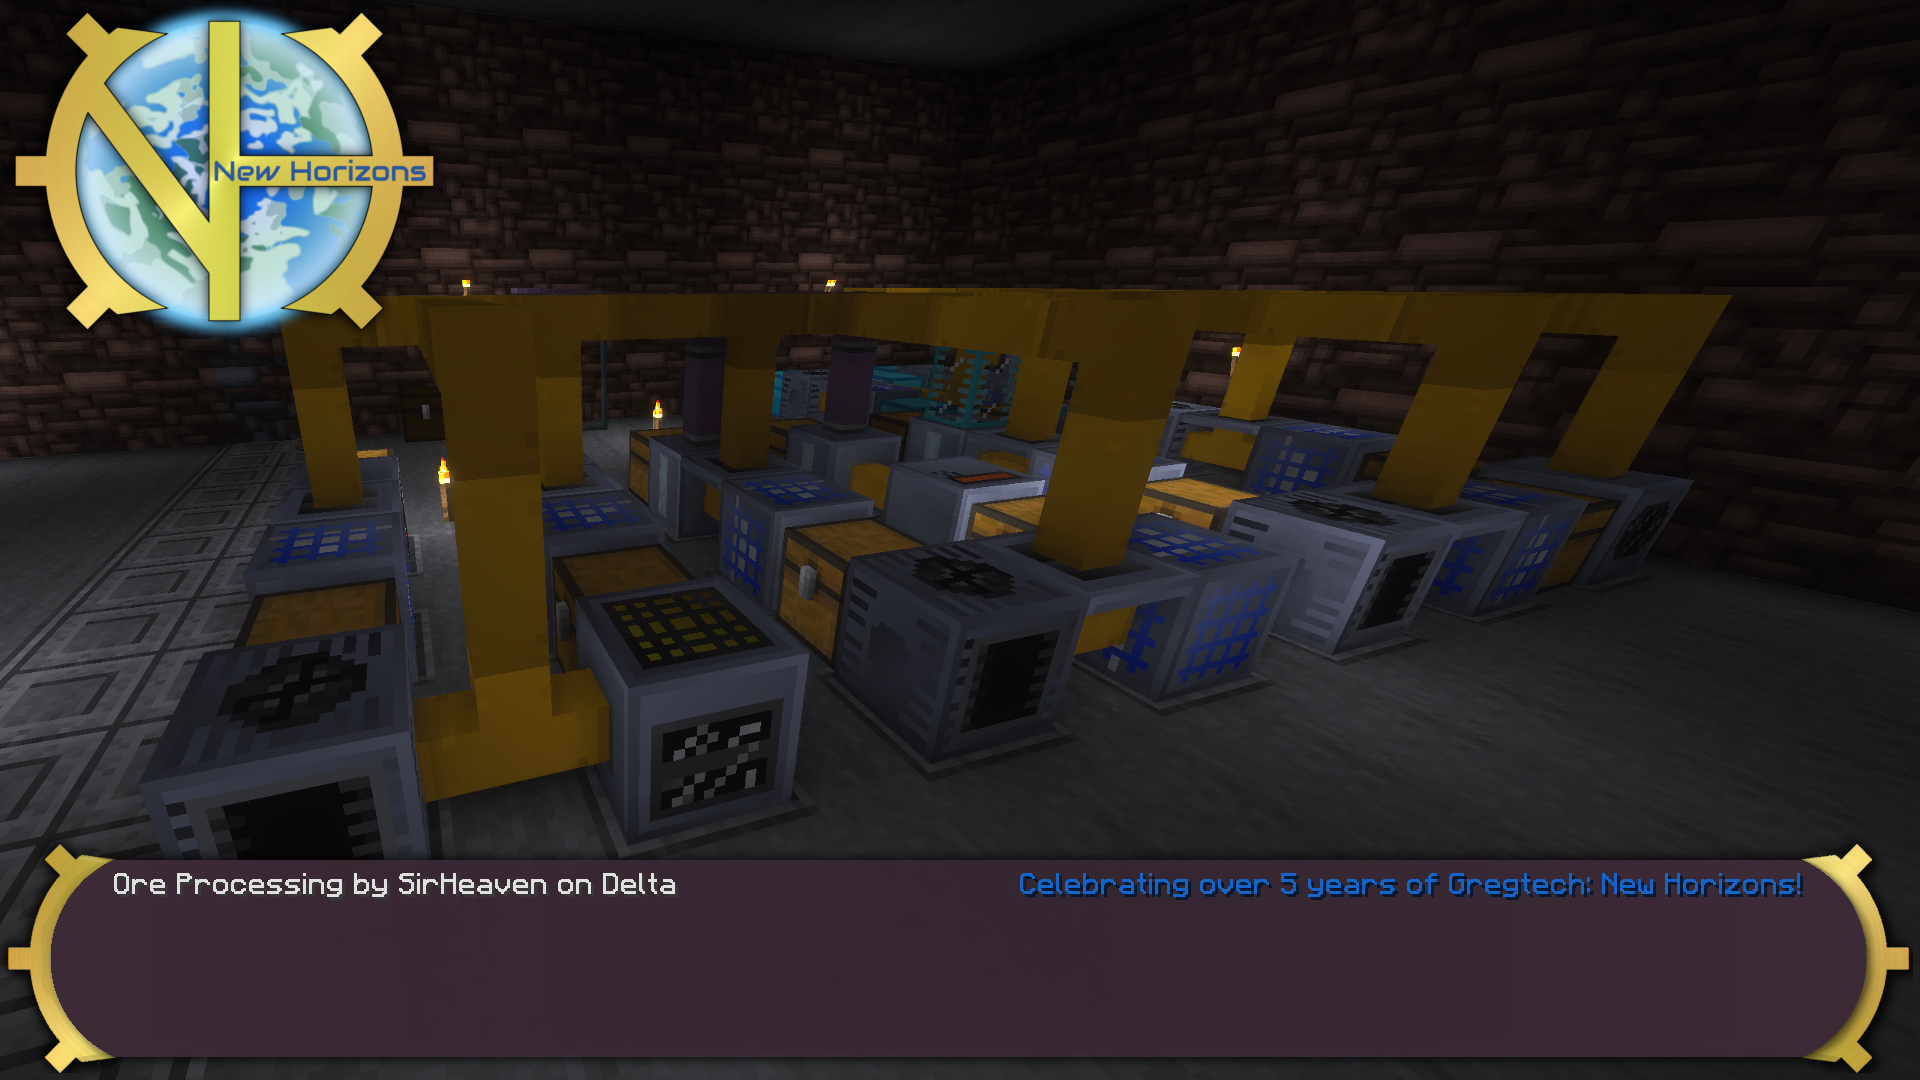 New Horizons
Ore Processing by SirHeaven on Delta
Celebrating over 5 years of Gregtech: New Horizons!